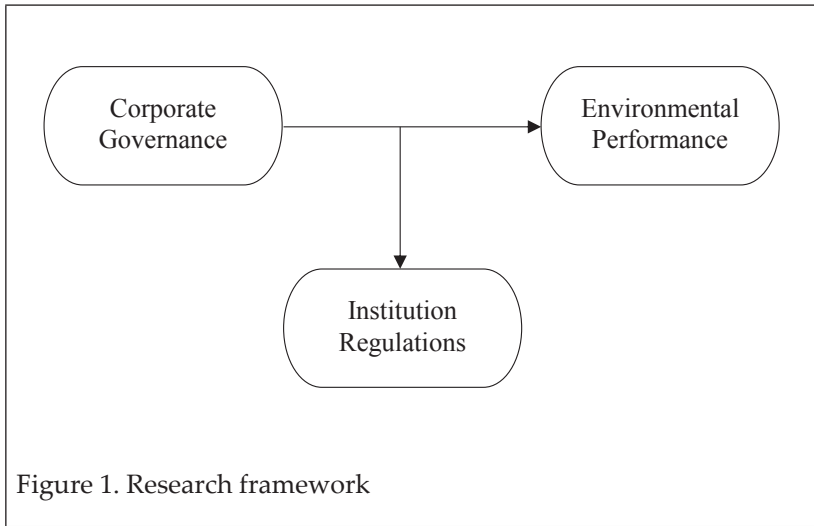 Corporate
Governance
Environmental
Performance
Institution
Regulations
Figure 1. Research framework